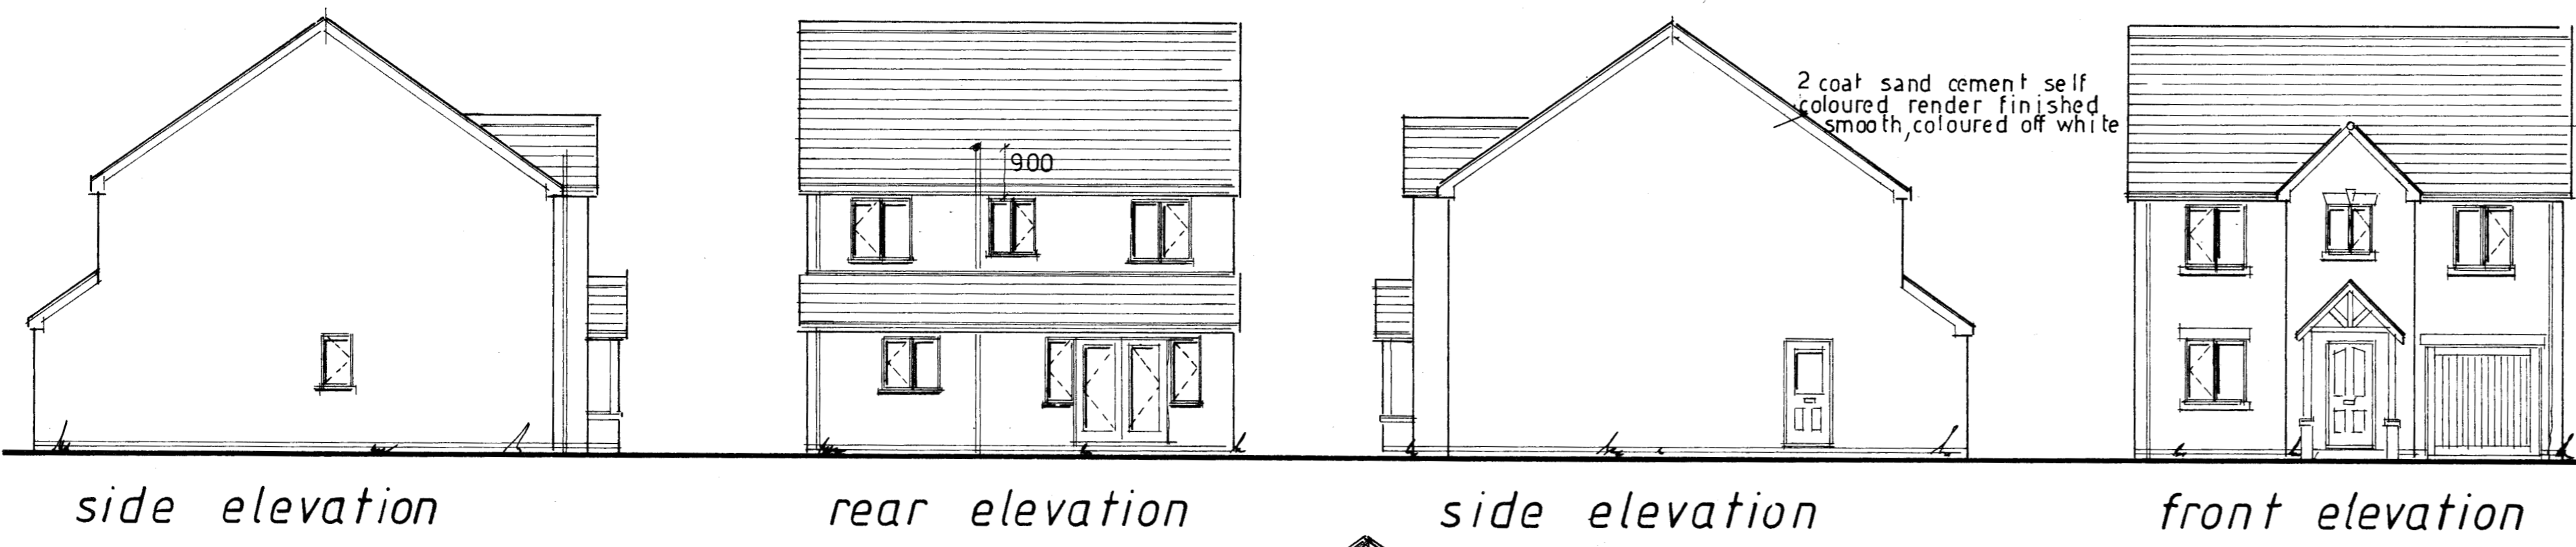 2 coat sand cement self
coloured render finished
smooth, coloured off white
900
side elevation
rear elevation
side elevation
front elevation